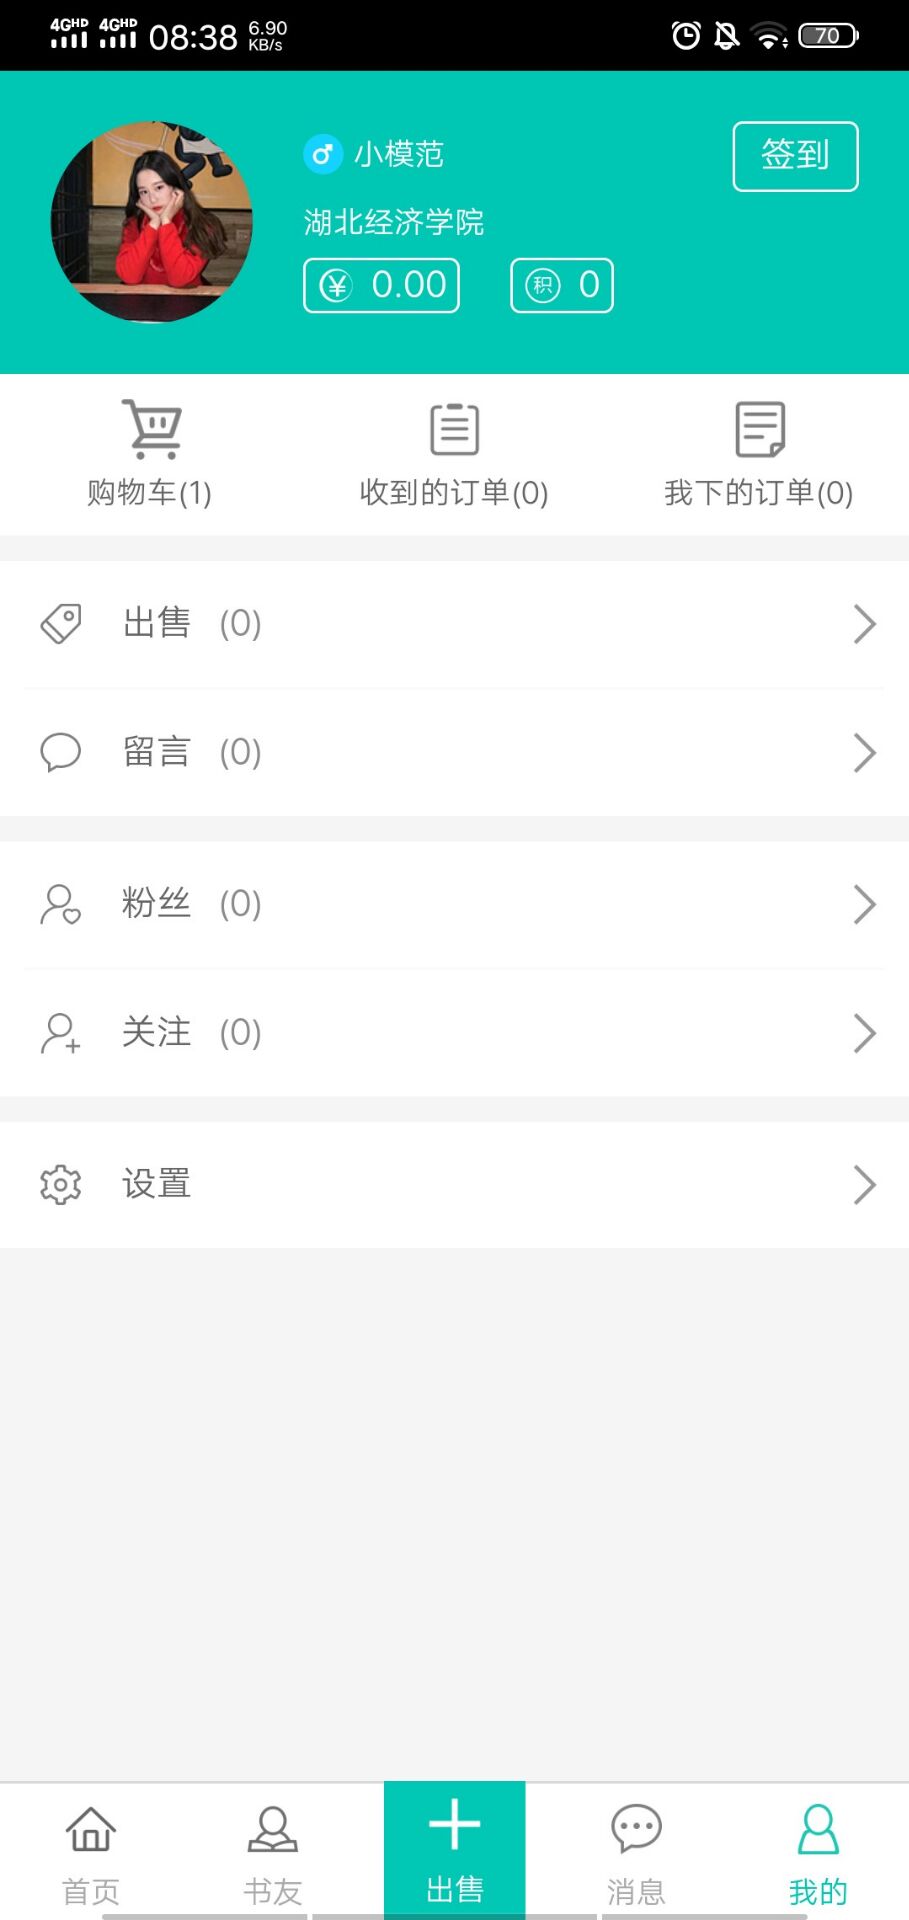 4GHD 4GHD 08:38 6.90 KB/s 70
小模范
签到
湖北经济学院
¥ 0.00 积 0
购物车(1) 收到的订单(0) 我下的订单(0)
出售 (0)
留言 (0)
粉丝 (0)
关注 (0)
设置
首页 书友 出售 消息 我的